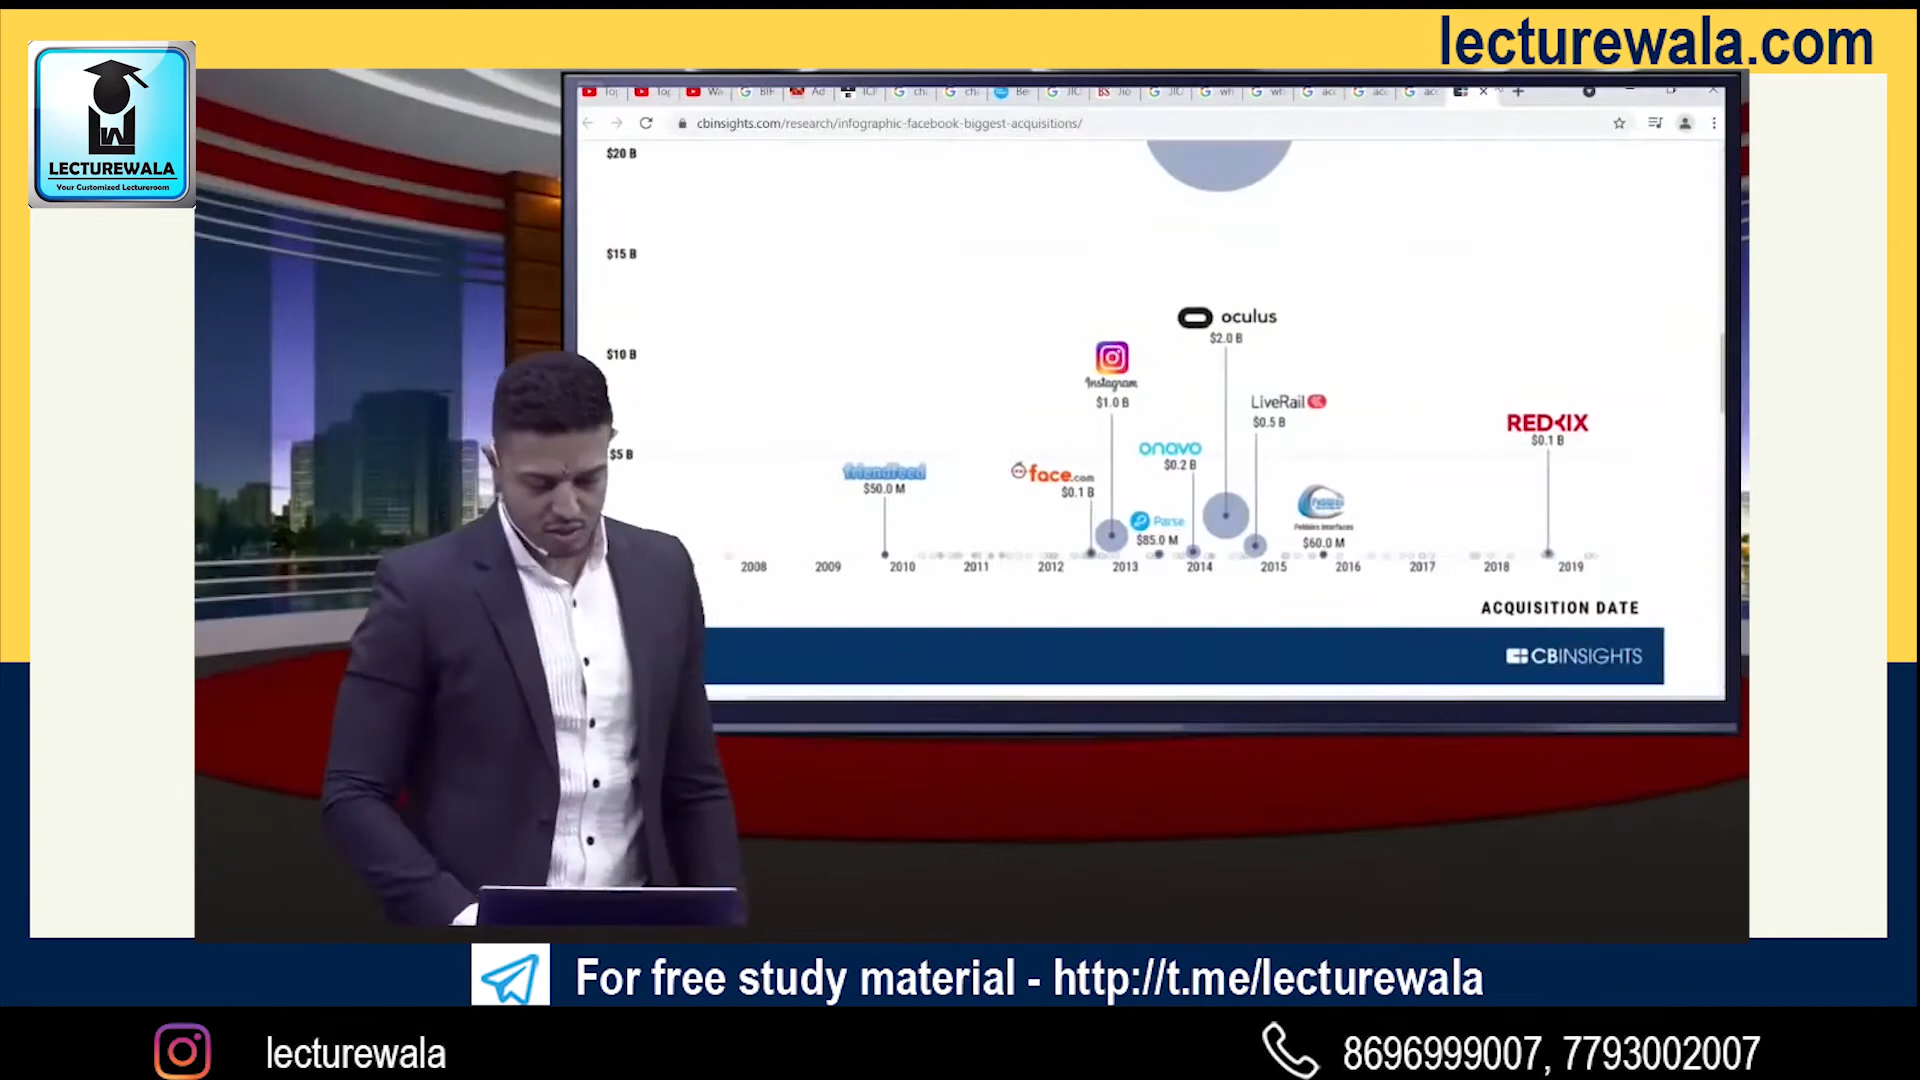 lecturewala.com
LW
LECTUREWALA
Your Customized Lectureroom
cbinsights.com/research/infographic-facebook-biggest-acquisitions/
$20 B
$15 B
$10 B
$5 B
oculus
$2.0 B
Instagram
$1.0 B
LiveRail
$0.5 B
REDKIX
$0.1 B
onavo
$0.2 B
friendfeed
$50.0 M
face.com
$0.1 B
Parse
$85.0 M
Pebbles Interfaces
$60.0 M
2008 2009 2010 2011 2012 2013 2014 2015 2016 2017 2018 2019
ACQUISITION DATE
CBINSIGHTS
For free study material - http://t.me/lecturewala
lecturewala
8696999007, 7793002007